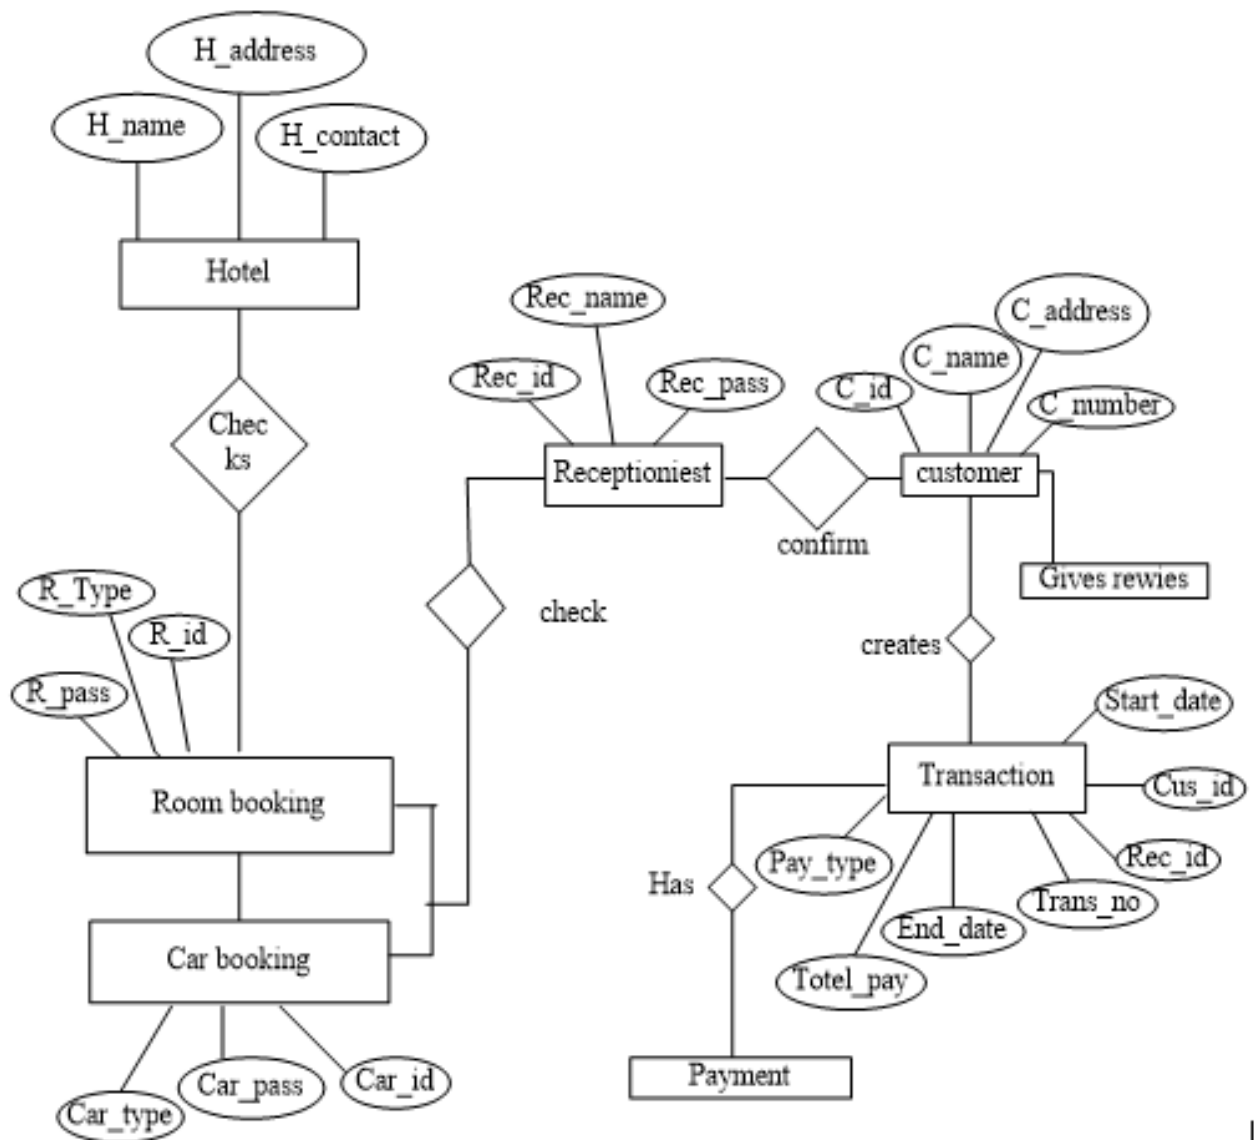 H_address
H_name
H_contact
Hotel
Rec_name
C_address
C_name
Rec_id
Rec_pass
C_id
C_number
Chec
ks
Receptioniest
customer
confirm
Gives rewies
R_Type
check
R_id
creates
R_pass
Start_date
Transaction
Cus_id
Room booking
Pay_type
Rec_id
Has
Trans_no
End_date
Car booking
Totel_pay
Payment
Car_id
Car_pass
Car_type